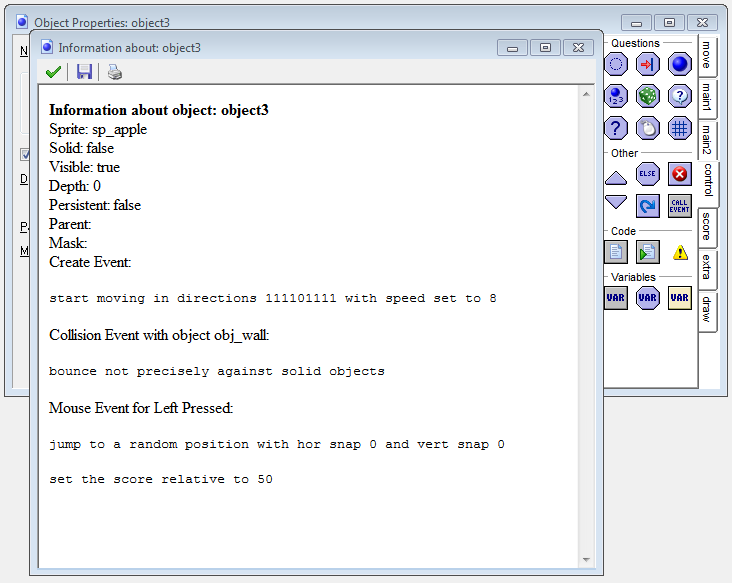 Object Properties: object3
Information about: object3
Information about object: object3
Sprite: sp_apple
Solid: false
Visible: true
Depth: 0
Persistent: false
Parent:
Mask:
Create Event:
start moving in directions 111101111 with speed set to 8
Collision Event with object obj_wall:
bounce not precisely against solid objects
Mouse Event for Left Pressed:
jump to a random position with hor snap 0 and vert snap 0
set the score relative to 50
N
D
P
M
Questions
123
?
?
Other
ELSE
CALL
EVENT
Code
Variables
VAR
VAR
VAR
move
main1
main2
control
score
extra
draw